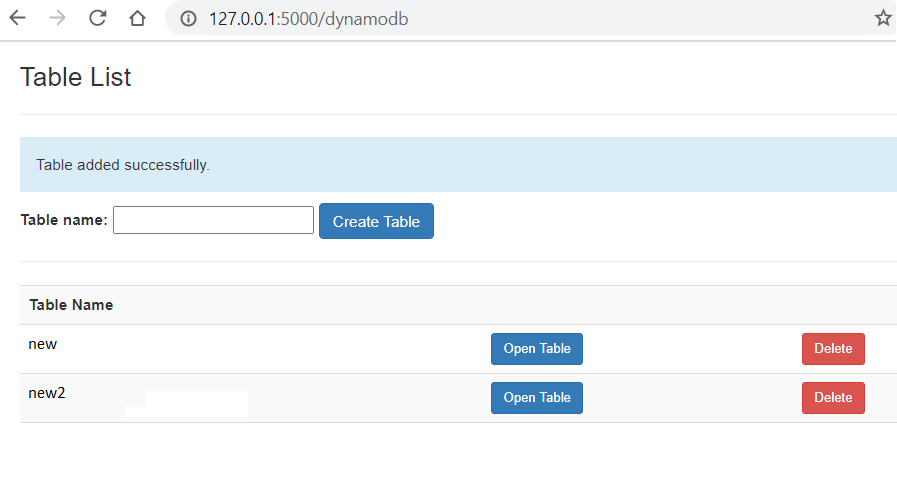 127.0.0.1:5000/dynamodb
Table List
Table added successfully.
Table name: Create Table
Table Name
new Open Table Delete
new2 Open Table Delete